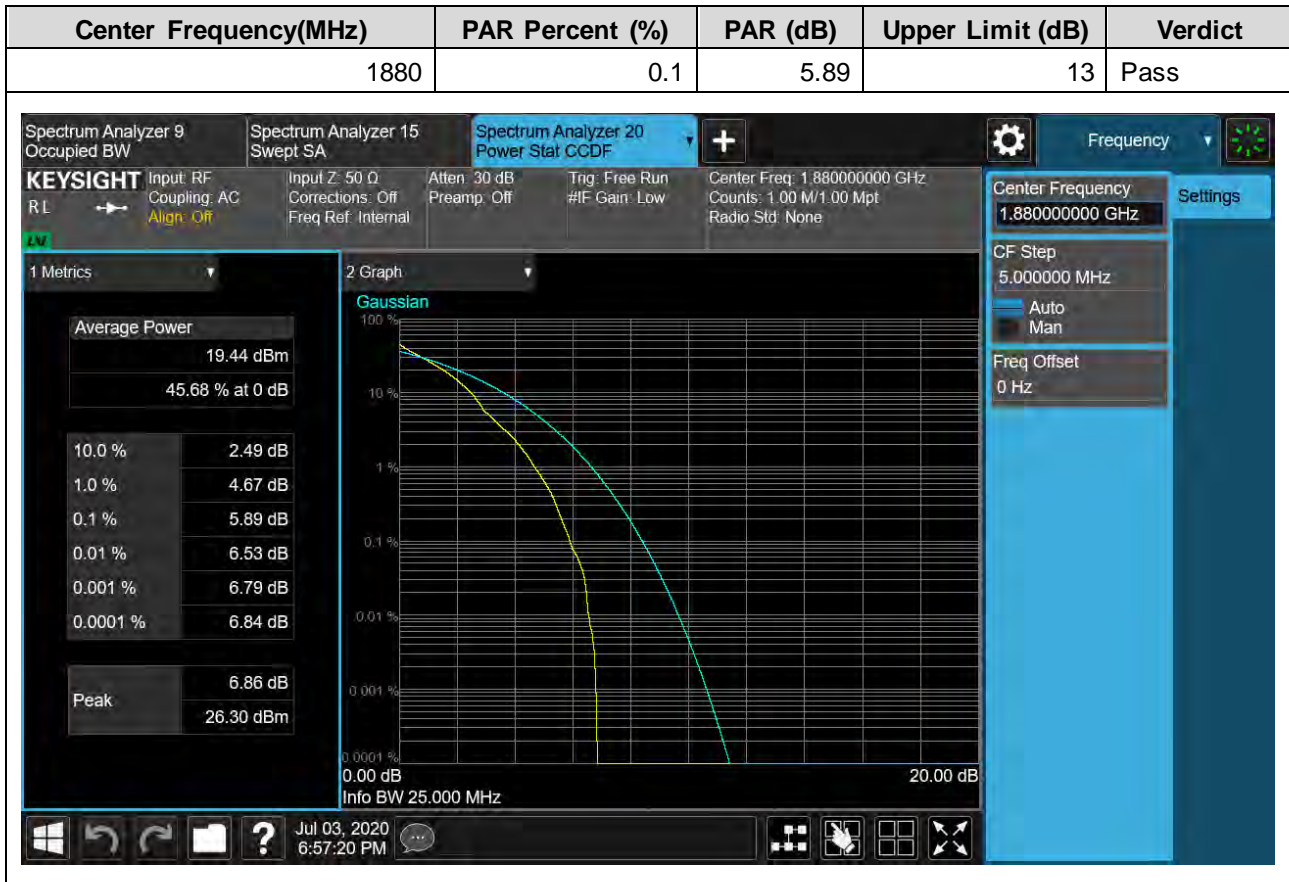 Center Frequency(MHz) PAR Percent (%) PAR (dB) Upper Limit (dB) Verdict
1880 0.1 5.89 13 Pass
Spectrum Analyzer 9 Spectrum Analyzer 15 Spectrum Analyzer 20 Frequency
Occupied BW Swept SA Power Stat CCDF
KEYSIGHT Input: RF Input Z: 50 Ω Atten: 30 dB Trig: Free Run Center Freq: 1.880000000 GHz
RL Coupling: AC Corrections: Off Preamp: Off #IF Gain: Low Counts: 1.00 M/1.00 Mpt
Align: Off Freq Ref: Internal Radio Std: None
Center Frequency Settings
1.880000000 GHz
CF Step
5.000000 MHz
Auto
Man
Freq Offset
0 Hz
1 Metrics
Average Power
19.44 dBm
45.68 % at 0 dB
10.0 % 2.49 dB
1.0 % 4.67 dB
0.1 % 5.89 dB
0.01 % 6.53 dB
0.001 % 6.79 dB
0.0001 % 6.84 dB
Peak 6.86 dB
26.30 dBm
2 Graph
Gaussian
100 %
10 %
1 %
0.1 %
0.01 %
0.001 %
0.0001 %
0.00 dB 20.00 dB
Info BW 25.000 MHz
Jul 03, 2020
6:57:20 PM